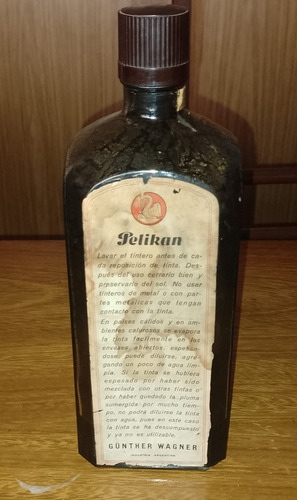 Pelikan
Lavar el tintero antes de ca-
da reposición de tinta. Des-
pués del uso cerrarlo bien y
preservarlo del sol. No usar
tinteros de metal o con par-
tes metálicas que tengan
contacto con la tinta.
En países cálidos y en am-
bientes calurosos se evapora
la tinta facilmente en los
envases abiertos, espesán-
dose; puede diluirse, agre-
gando un poco de agua lim-
pia. Si la tinta se hubiera
espesado por haber sido
mezclada con otras tintas o
por haber quedado la pluma
sumergida por mucho tiem-
po, no podrá diluirse la tinta
con agua, pues en este caso
la tinta se ha descompuesto
y ya no es utilizable.
GÜNTHER WAGNER
INDUSTRIA ARGENTINA